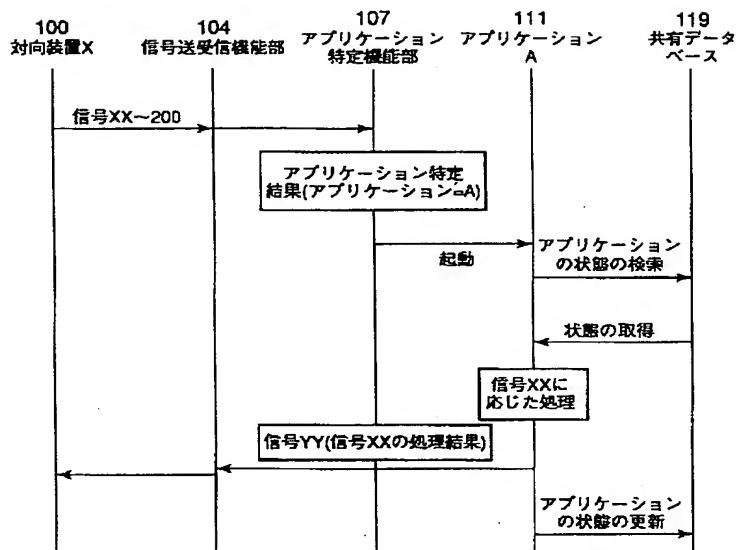 100
対向装置X
104
信号送受信機能部
107
アプリケーション
特定機能部
111
アプリケーション
A
119
共有データ
ベース
信号XX～200
アプリケーション特定
結果(アプリケーション=A)
起動
アプリケーション
の状態の検索
状態の取得
信号XXに
応じた処理
信号YY(信号XXの処理結果)
アプリケーション
の状態の更新